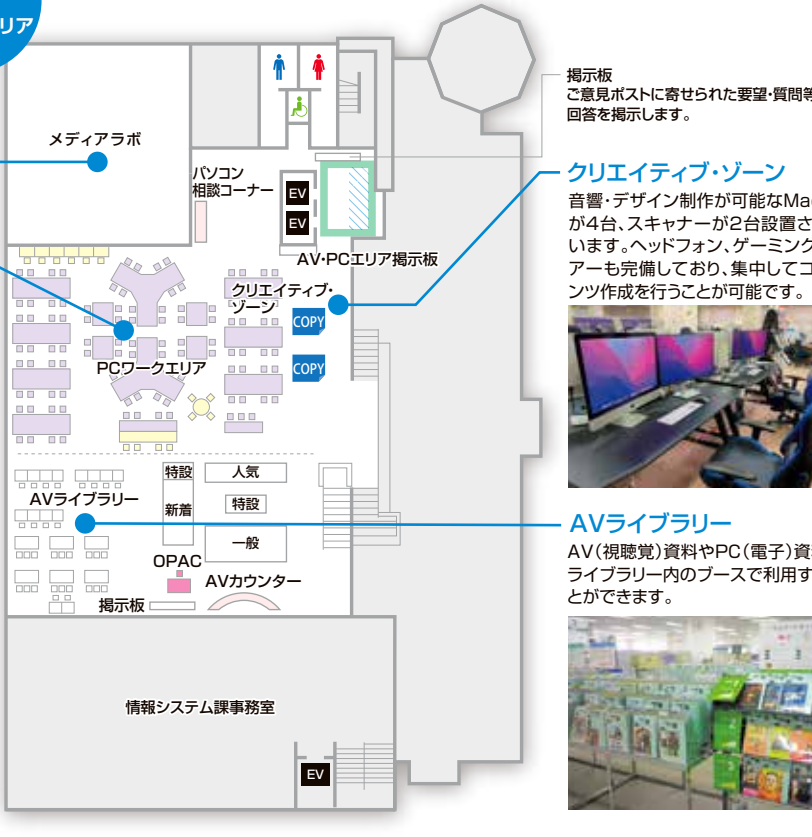 リア
掲示板
ご意見ポストに寄せられた要望・質問等
回答を掲示します。
メディアラボ
パソコン
相談コーナー
EV
EV
AV・PCエリア掲示板
クリエイティブ・ゾーン
音響・デザイン制作が可能なMa
が4台、スキャナーが2台設置さ
います。ヘッドフォン、ゲーミング
アーも完備しており、集中してコ
ンツ作成を行うことが可能です。
クリエイティブ・
ゾーン
COPY
COPY
PCワークエリア
特設
人気
AVライブラリー
新着
特設
一般
OPAC
AVカウンター
掲示板
AVライブラリー
AV(視聴覚)資料やPC(電子)資
ライブラリー内のブースで利用す
とができます。
情報システム課事務室
EV